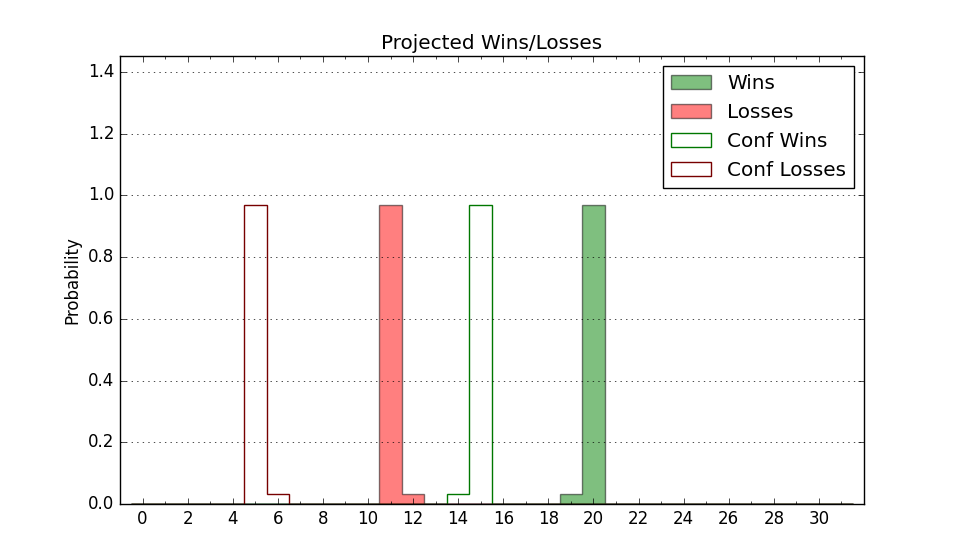 Projected Wins/Losses
1.4
1.2
1.0
0.8
0.6
0.4
0.2
0.0
Probability
Wins
Losses
Conf Wins
Conf Losses
0 2 4 6 8 10 12 14 16 18 20 22 24 26 28 30